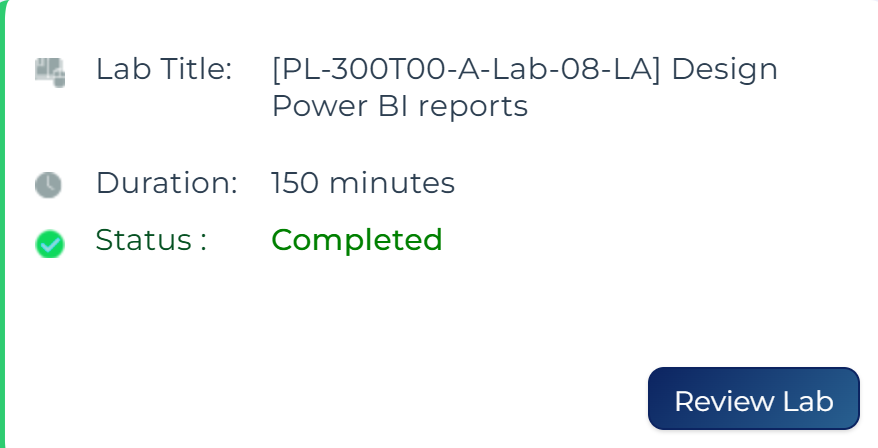 Lab Title: [PL-300T00-A-Lab-08-LA] Design
Power BI reports
Duration: 150 minutes
Status : Completed
Review Lab